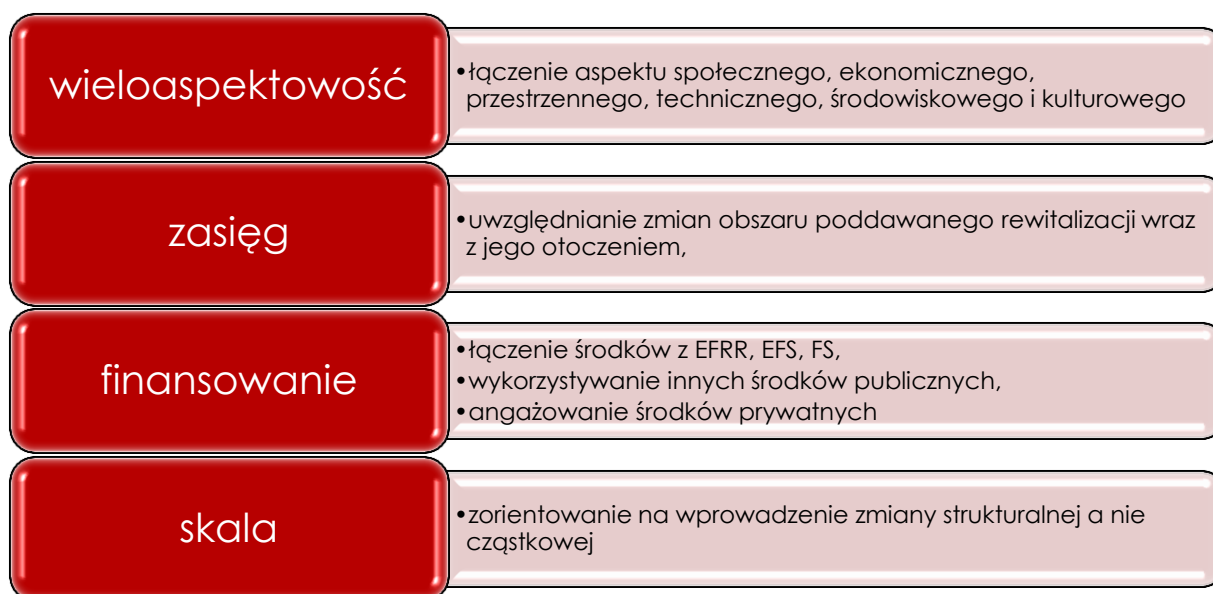 wieloaspektowość
•łączenie aspektu społecznego, ekonomicznego,
przestrzennego, technicznego, środowiskowego i kulturowego
zasięg
•uwzględnianie zmian obszaru poddawanego rewitalizacji wraz
z jego otoczeniem,
finansowanie
•łączenie środków z EFRR, EFS, FS,
•wykorzystywanie innych środków publicznych,
•angażowanie środków prywatnych
skala
•zorientowanie na wprowadzenie zmiany strukturalnej a nie
cząstkowej